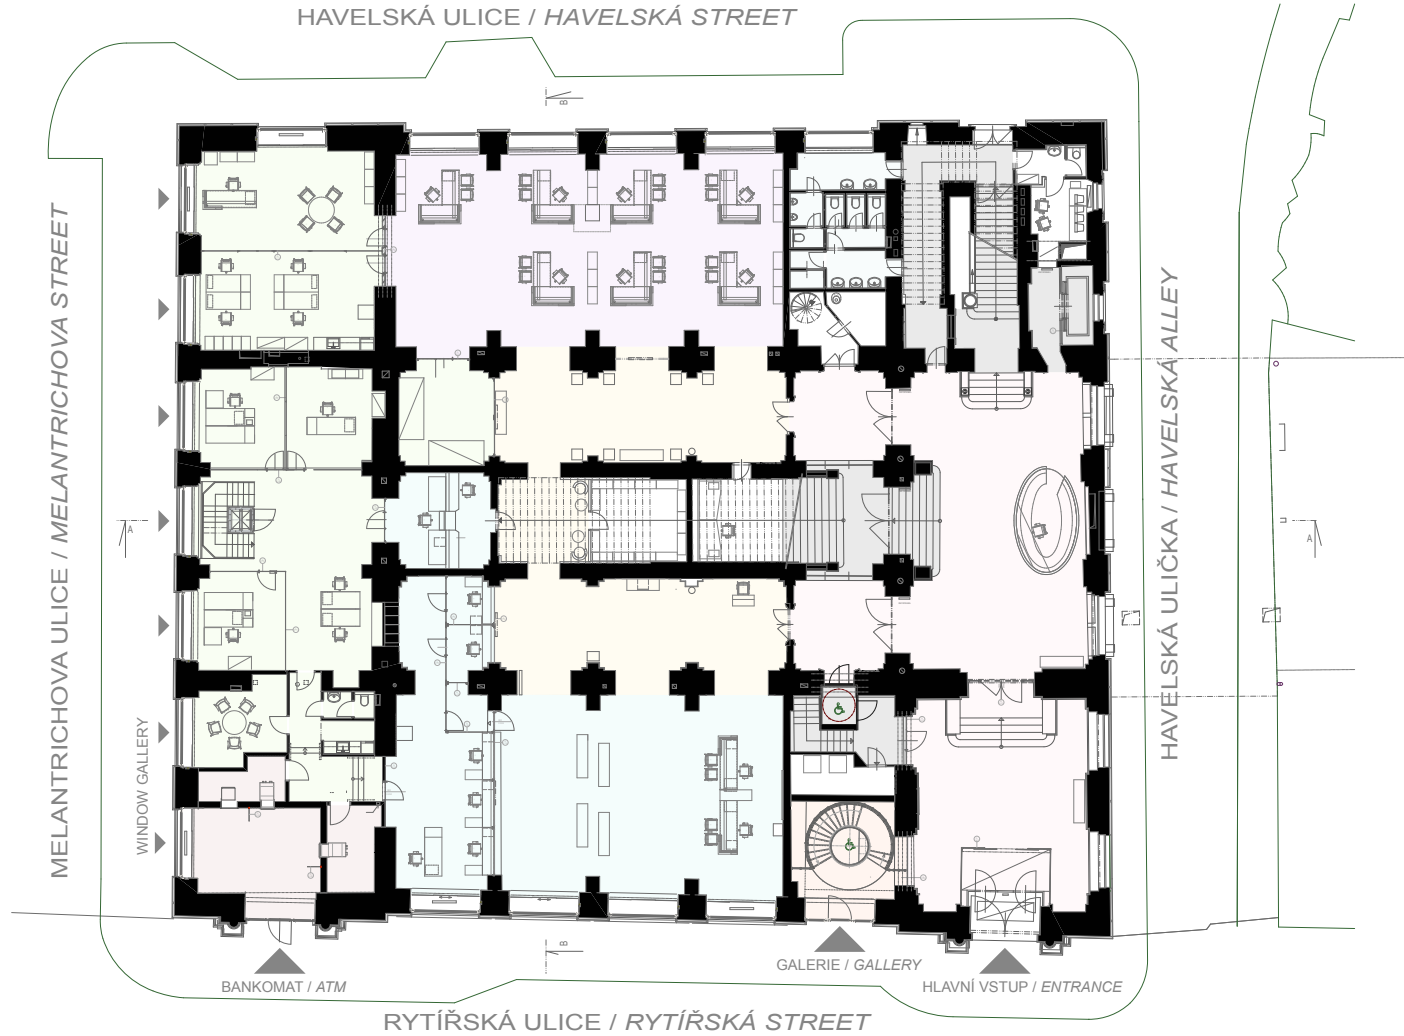 HAVELSKÁ ULICE / HAVELSKÁ STREET
B
MELANTRICHOVA ULICE / MELANTRICHOVA STREET
HAVELSKÁ ULIČKA / HAVELSKÁ ALLEY
A
A
WINDOW GALLERY
B
GALERIE / GALLERY
BANKOMAT / ATM
HLAVNÍ VSTUP / ENTRANCE
RYTÍŘSKÁ ULICE / RYTÍŘSKÁ STREET